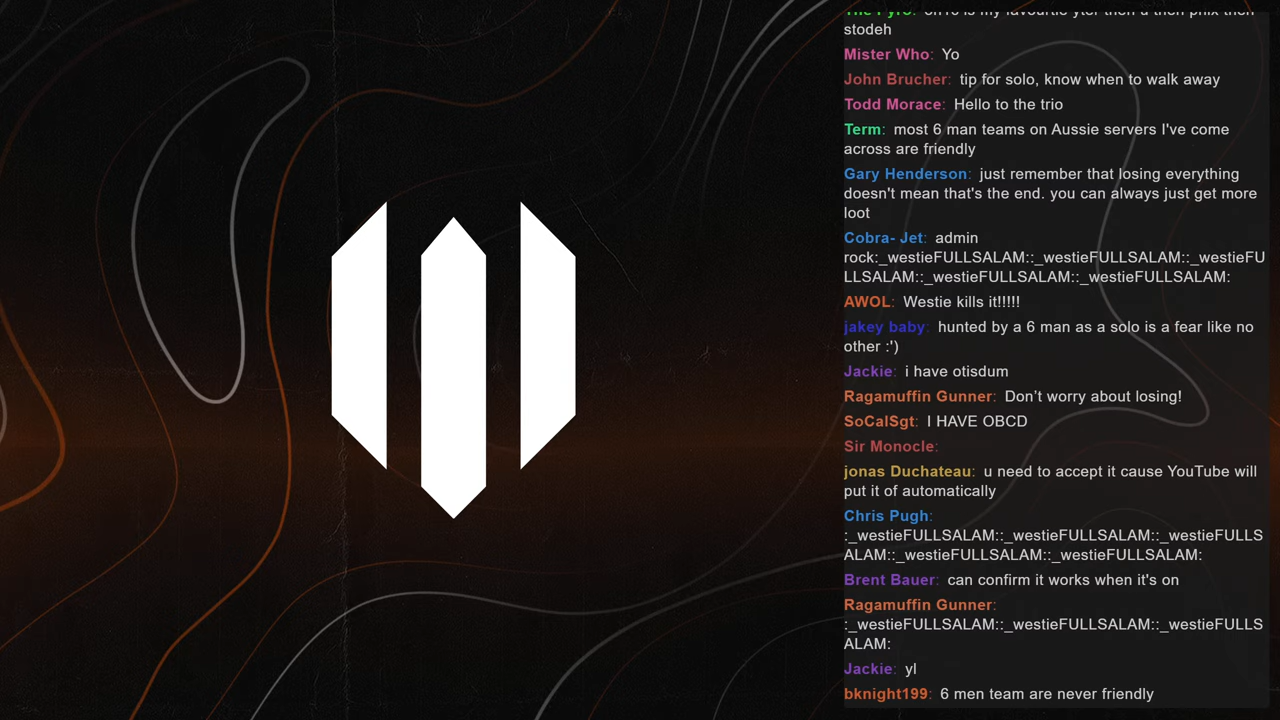 stodeh
Mister Who: Yo
John Brucher: tip for solo, know when to walk away
Todd Morace: Hello to the trio
Term: most 6 man teams on Aussie servers I've come
across are friendly
Gary Henderson: just remember that losing everything
doesn't mean that's the end. you can always just get more
loot
Cobra- Jet: admin
rock:_westieFULLSALAM::_westieFULLSALAM::_westieFU
LLSALAM::_westieFULLSALAM::_westieFULLSALAM:
AWOL: Westie kills it!!!!!
jakey baby: hunted by a 6 man as a solo is a fear like no
other :')
Jackie: i have otisdum
Ragamuffin Gunner: Don’t worry about losing!
SoCalSgt: I HAVE OBCD
Sir Monocle:
jonas Duchateau: u need to accept it cause YouTube will
put it of automatically
Chris Pugh:
:_westieFULLSALAM::_westieFULLSALAM::_westieFULLS
ALAM::_westieFULLSALAM::_westieFULLSALAM:
Brent Bauer: can confirm it works when it's on
Ragamuffin Gunner:
:_westieFULLSALAM::_westieFULLSALAM::_westieFULLS
ALAM:
Jackie: yl
bknight199: 6 men team are never friendly